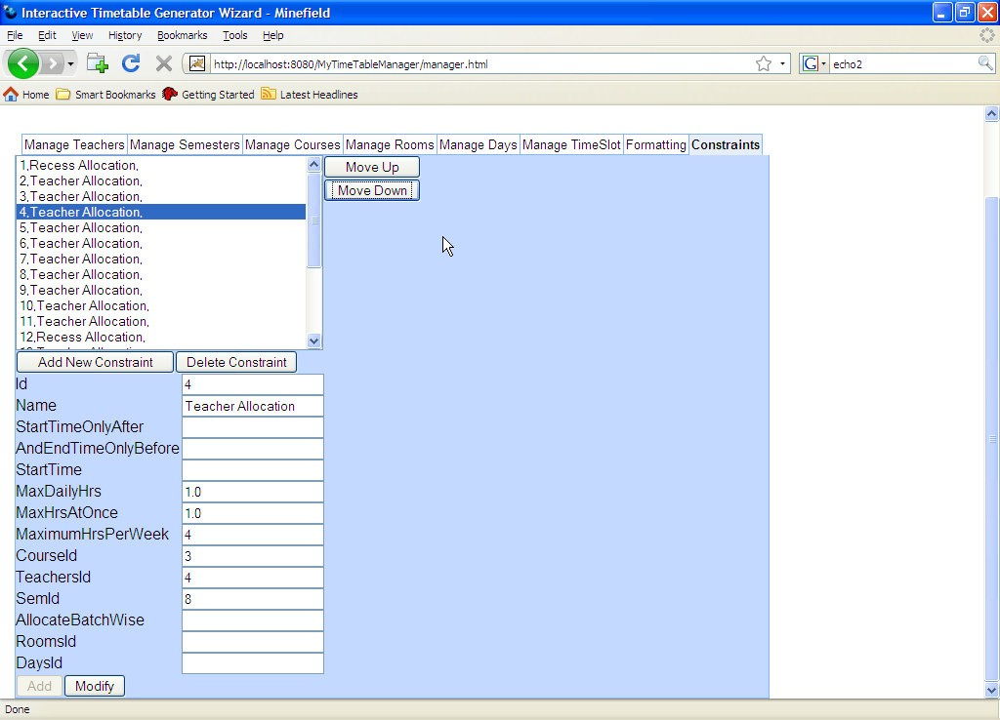 Interactive Timetable Generator Wizard - Minefield
File Edit View History Bookmarks Tools Help
http://localhost:8080/MyTimeTableManager/manager.html
G echo2
Home Smart Bookmarks Getting Started Latest Headlines
Manage Teachers Manage Semesters Manage Courses Manage Rooms Manage Days Manage TimeSlot Formatting Constraints
1,Recess Allocation,
2,Teacher Allocation,
3,Teacher Allocation,
4,Teacher Allocation,
5,Teacher Allocation,
6,Teacher Allocation,
7,Teacher Allocation,
8,Teacher Allocation,
9,Teacher Allocation,
10,Teacher Allocation,
11,Teacher Allocation,
12,Recess Allocation,
Move Up
Move Down
Add New Constraint Delete Constraint
Id 4
Name Teacher Allocation
StartTimeOnlyAfter
AndEndTimeOnlyBefore
StartTime
MaxDailyHrs 1.0
MaxHrsAtOnce 1.0
MaximumHrsPerWeek 4
CourseId 3
TeachersId 4
SemId 8
AllocateBatchWise
RoomsId
DaysId
Add Modify
Done